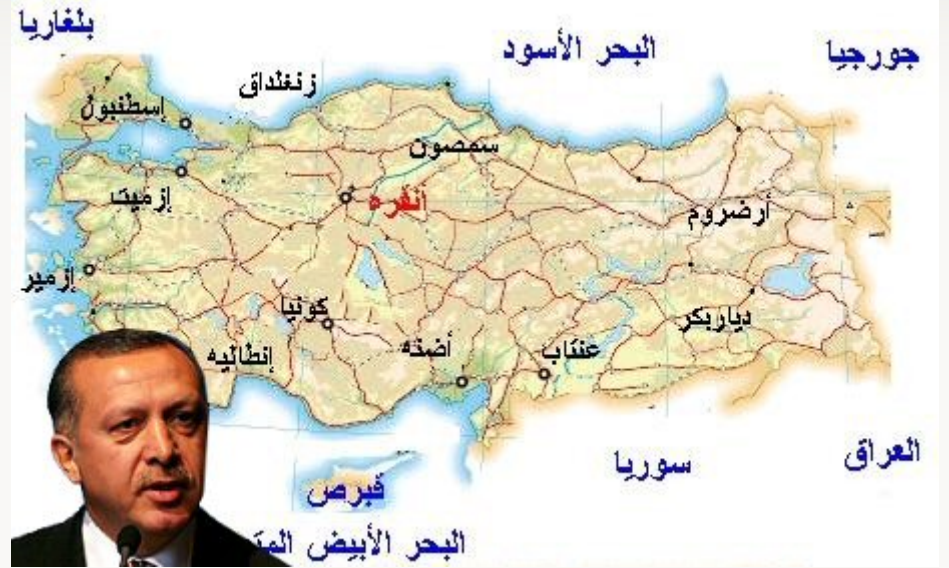 بلغاريا
البحر الأسود
جورجيا
زنغلداق
إسطنبول
سمصون
إزميت
أنقره
أرضروم
إزمير
كونيا
دياربكر
إنطاليه
أضنه
عنتاب
العراق
سوريا
قبرص
البحر الأبيض المتو